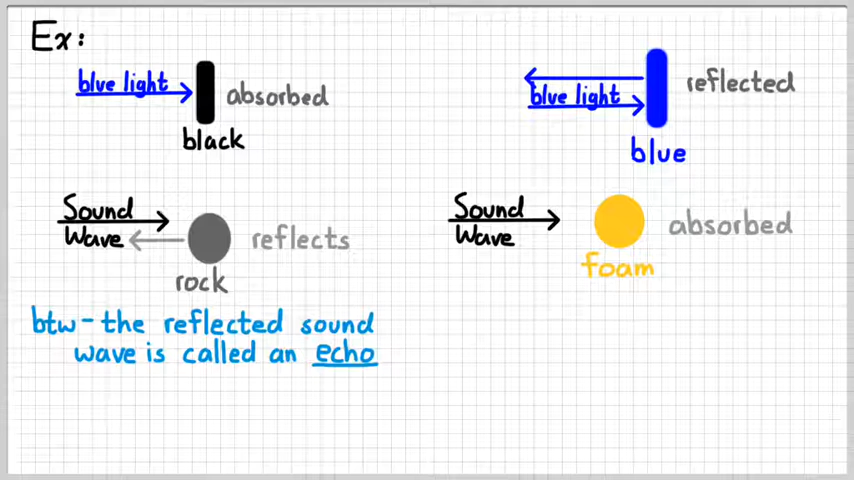 Ex:
blue light
absorbed
black
blue light
reflected
blue
Sound
Wave
reflects
rock
Sound
Wave
absorbed
foam
btw - the reflected sound
wave is called an echo